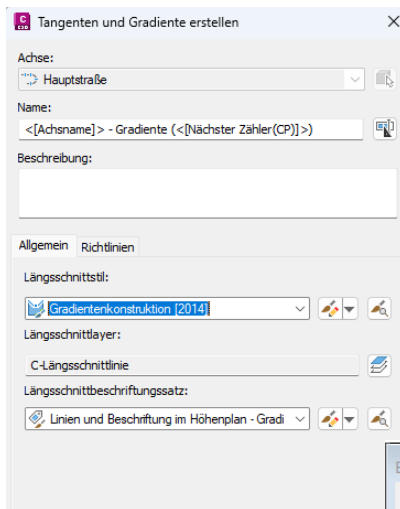 C
C3D
Tangenten und Gradiente erstellen
Achse:
Hauptstraße
Name:
<[Achsname]> - Gradiente (<[Nächster Zähler(CP)]>)
Beschreibung:
Allgemein Richtlinien
Längsschnittstil:
Gradientenkonstruktion [2014]
Längsschnittlayer:
C-Längsschnittlinie
Längsschnittbeschriftungssatz:
Linien und Beschriftung im Höhenplan - Gradi